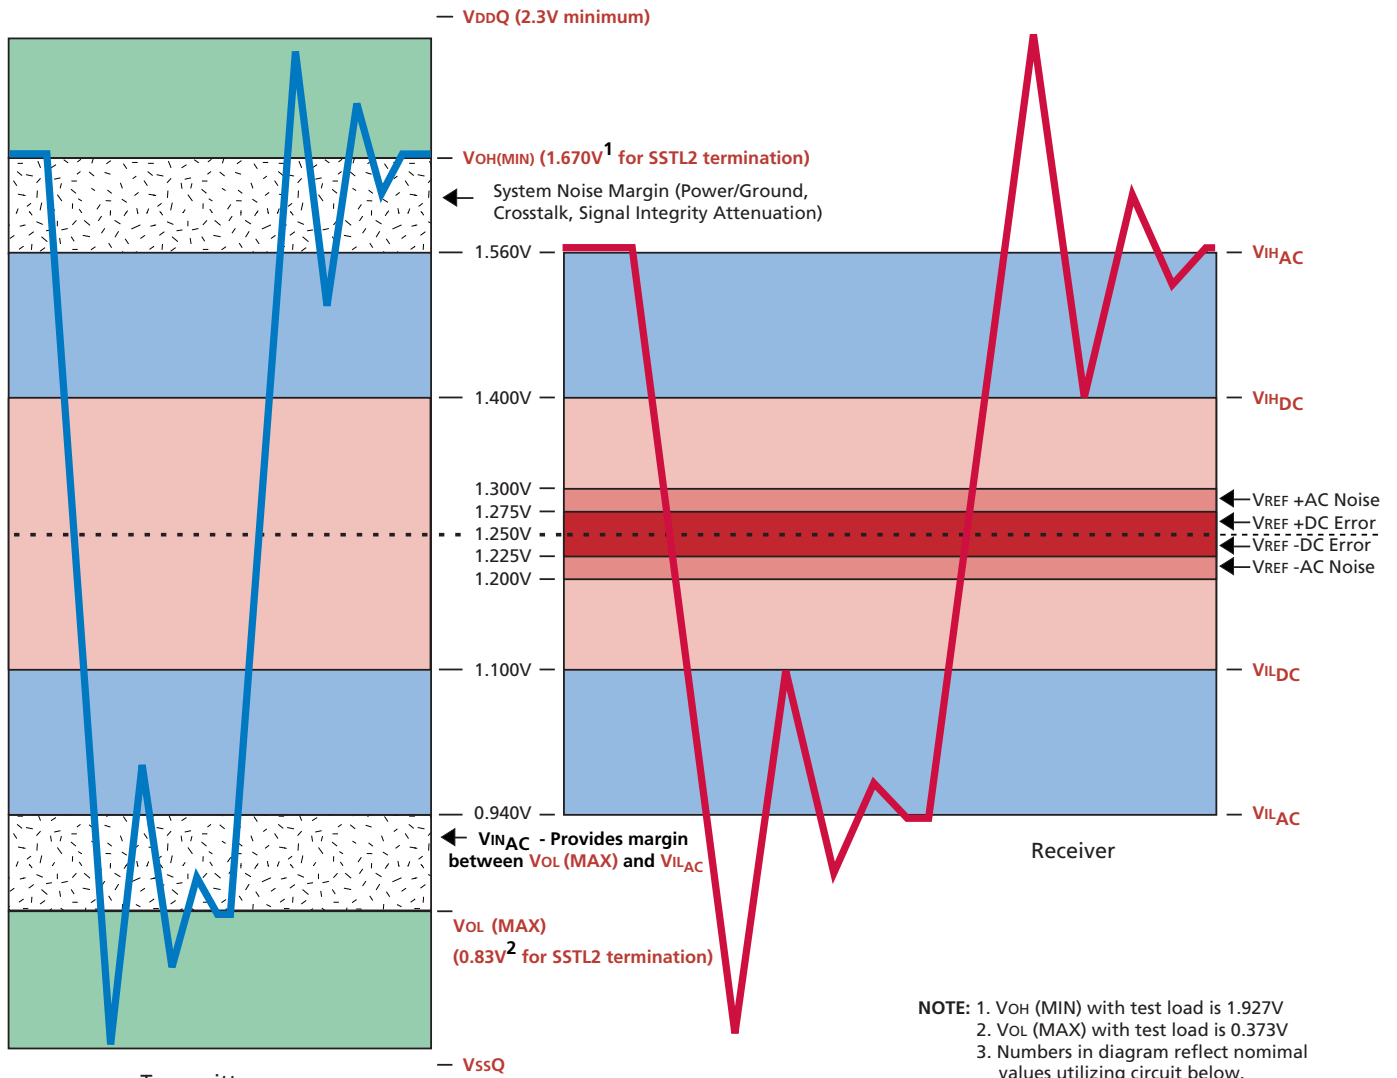 VDDQ (2.3V minimum)
VOH(MIN) (1.670V1 for SSTL2 termination)
System Noise Margin (Power/Ground,
Crosstalk, Signal Integrity Attenuation)
1.560V
VIHAC
1.400V
VIHDC
1.300V
VREF +AC Noise
1.275V
VREF +DC Error
1.250V
VREF -DC Error
1.225V
VREF -AC Noise
1.200V
1.100V
VILDC
0.940V
VILAC
VINAC - Provides margin
between VOL (MAX) and VILAC
Receiver
VOL (MAX)
(0.83V2 for SSTL2 termination)
NOTE: 1. VOH (MIN) with test load is 1.927V
2. VOL (MAX) with test load is 0.373V
3. Numbers in diagram reflect nomimal
values utilizing circuit below.
VssQ